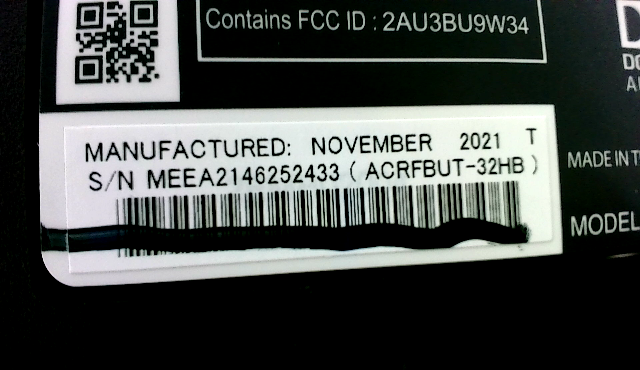 Contains FCC ID : 2AU3BU9W34
MANUFACTURED: NOVEMBER 2021 T
S/N MEEA2146252433 ( ACRFBUT-32HB )
MADE IN
MODEL